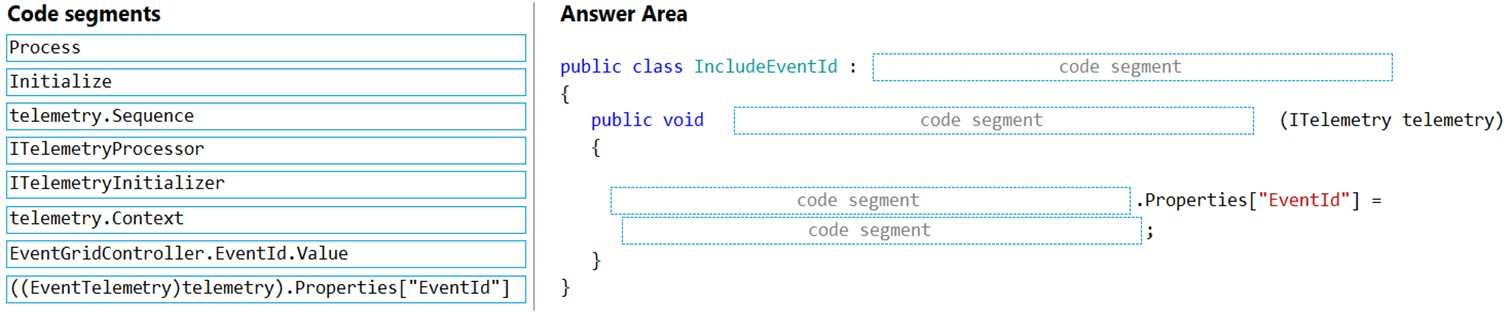 Code segments
Process
Initialize
telemetry.Sequence
ITelemetryProcessor
ITelemetryInitializer
telemetry.Context
EventGridController.EventId.Value
((EventTelemetry)telemetry).Properties["EventId"]
Answer Area
public class IncludeEventId : code segment
{
public void code segment (ITelemetry telemetry)
{
code segment .Properties["EventId"] =
code segment ;
}
}